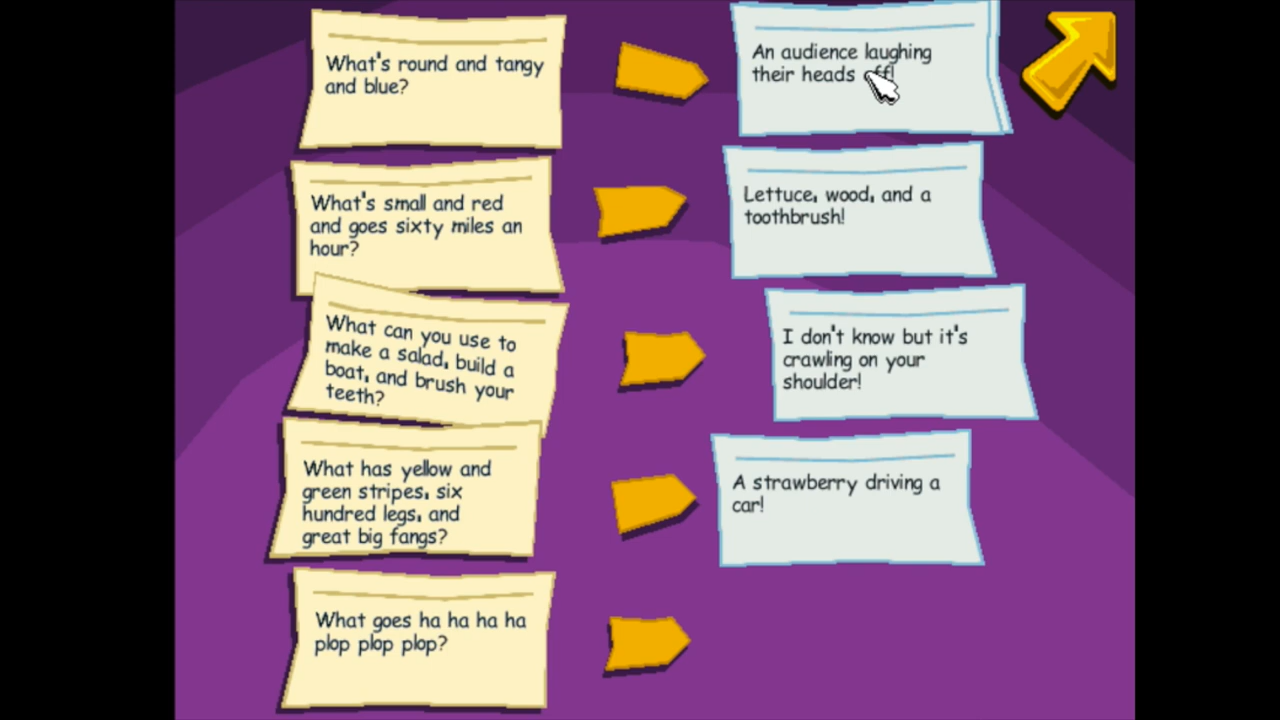 What's round and tangy
and blue?
What's small and red
and goes sixty miles an
hour?
What can you use to
make a salad, build a
boat, and brush your
teeth?
What has yellow and
green stripes, six
hundred legs, and
great big fangs?
What goes ha ha ha ha
plop plop plop?
An audience laughing
their heads off!
Lettuce, wood, and a
toothbrush!
I don't know but it's
crawling on your
shoulder!
A strawberry driving a
car!